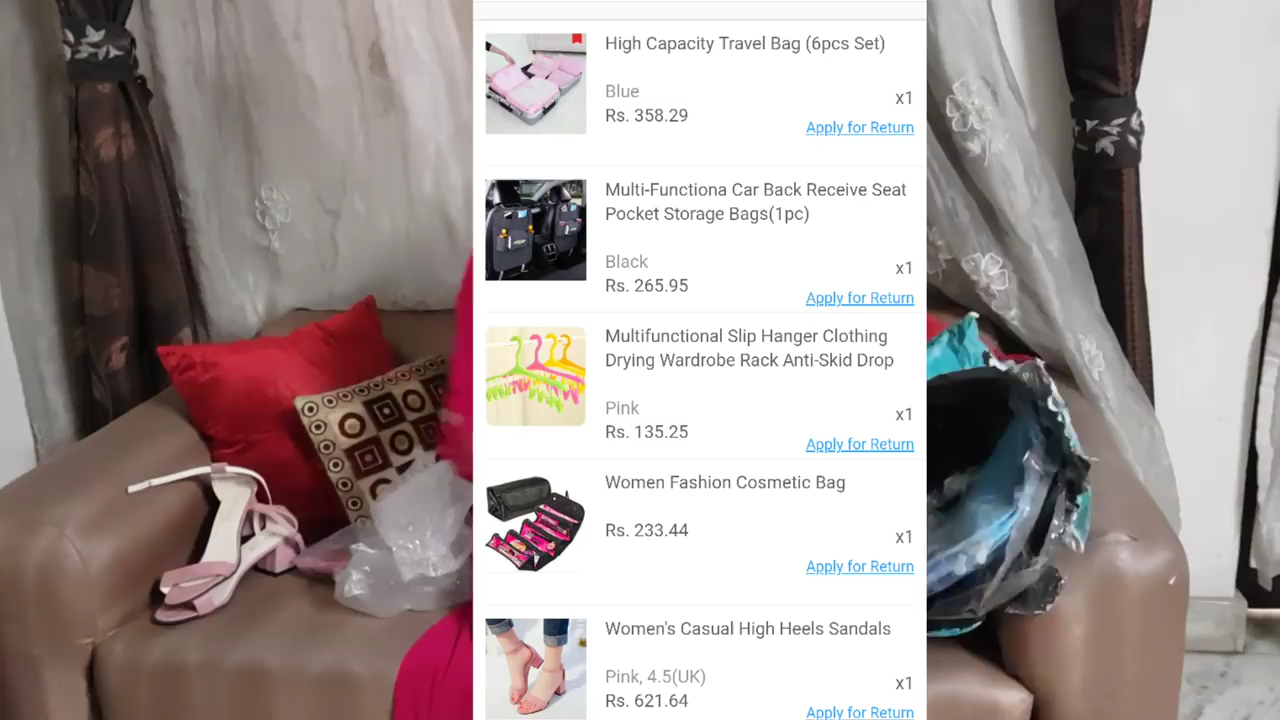 High Capacity Travel Bag (6pcs Set)
Blue
x1
Rs. 358.29
Apply for Return
Multi-Functiona Car Back Receive Seat
Pocket Storage Bags(1pc)
Black
x1
Rs. 265.95
Apply for Return
Multifunctional Slip Hanger Clothing
Drying Wardrobe Rack Anti-Skid Drop
Pink
x1
Rs. 135.25
Apply for Return
Women Fashion Cosmetic Bag
Rs. 233.44
x1
Apply for Return
Women's Casual High Heels Sandals
Pink, 4.5(UK)
x1
Rs. 621.64
Apply for Return